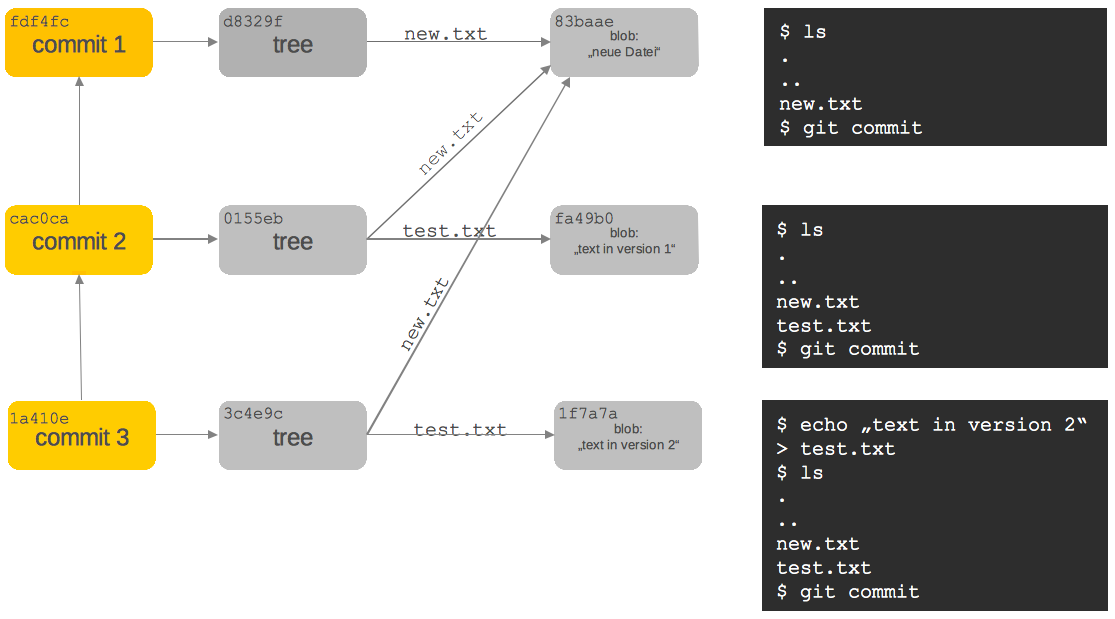 fdf4fc
commit 1
d8329f
tree
new.txt
83baae
blob:
„neue Datei“
$ ls
.
..
new.txt
$ git commit
new.txt
cac0ca
commit 2
0155eb
tree
test.txt
fa49b0
blob:
„text in version 1“
$ ls
.
..
new.txt
test.txt
$ git commit
new.txt
1a410e
commit 3
3c4e9c
tree
test.txt
1f7a7a
blob:
„text in version 2“
$ echo „text in version 2“
> test.txt
$ ls
.
..
new.txt
test.txt
$ git commit